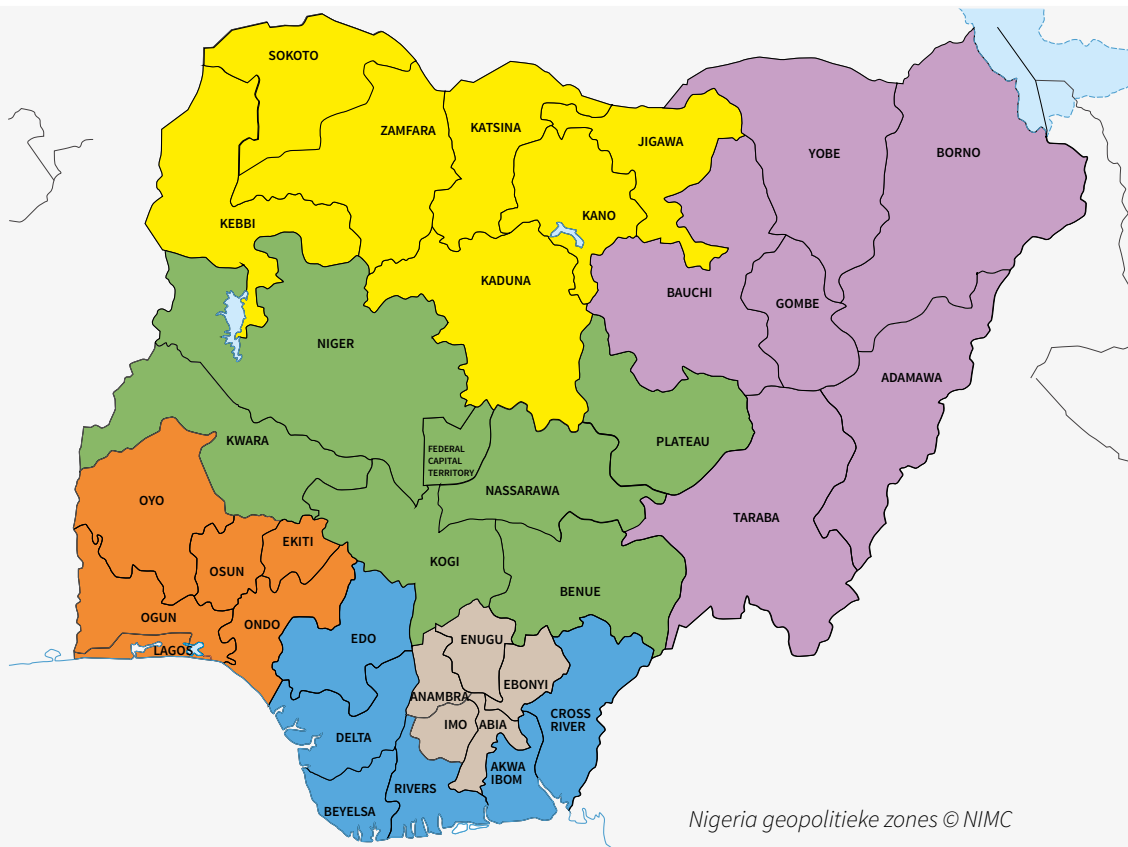 SOKOTO
ZAMFARA
KATSINA
JIGAWA
YOBE
BORNO
KEBBI
KANO
KADUNA
BAUCHI
GOMBE
NIGER
ADAMAWA
KWARA
FEDERAL
CAPITAL
TERRITORY
PLATEAU
NASSARAWA
OYO
TARABA
EKITI
OSUN
KOGI
BENUE
OGUN
ONDO
EDO
ENUGU
LAGOS
EBONYI
ANAMBRA
IMO
ABIA
CROSS
RIVER
DELTA
AKWA
IBOM
RIVERS
BEYELSA
Nigeria geopolitieke zones © NIMC